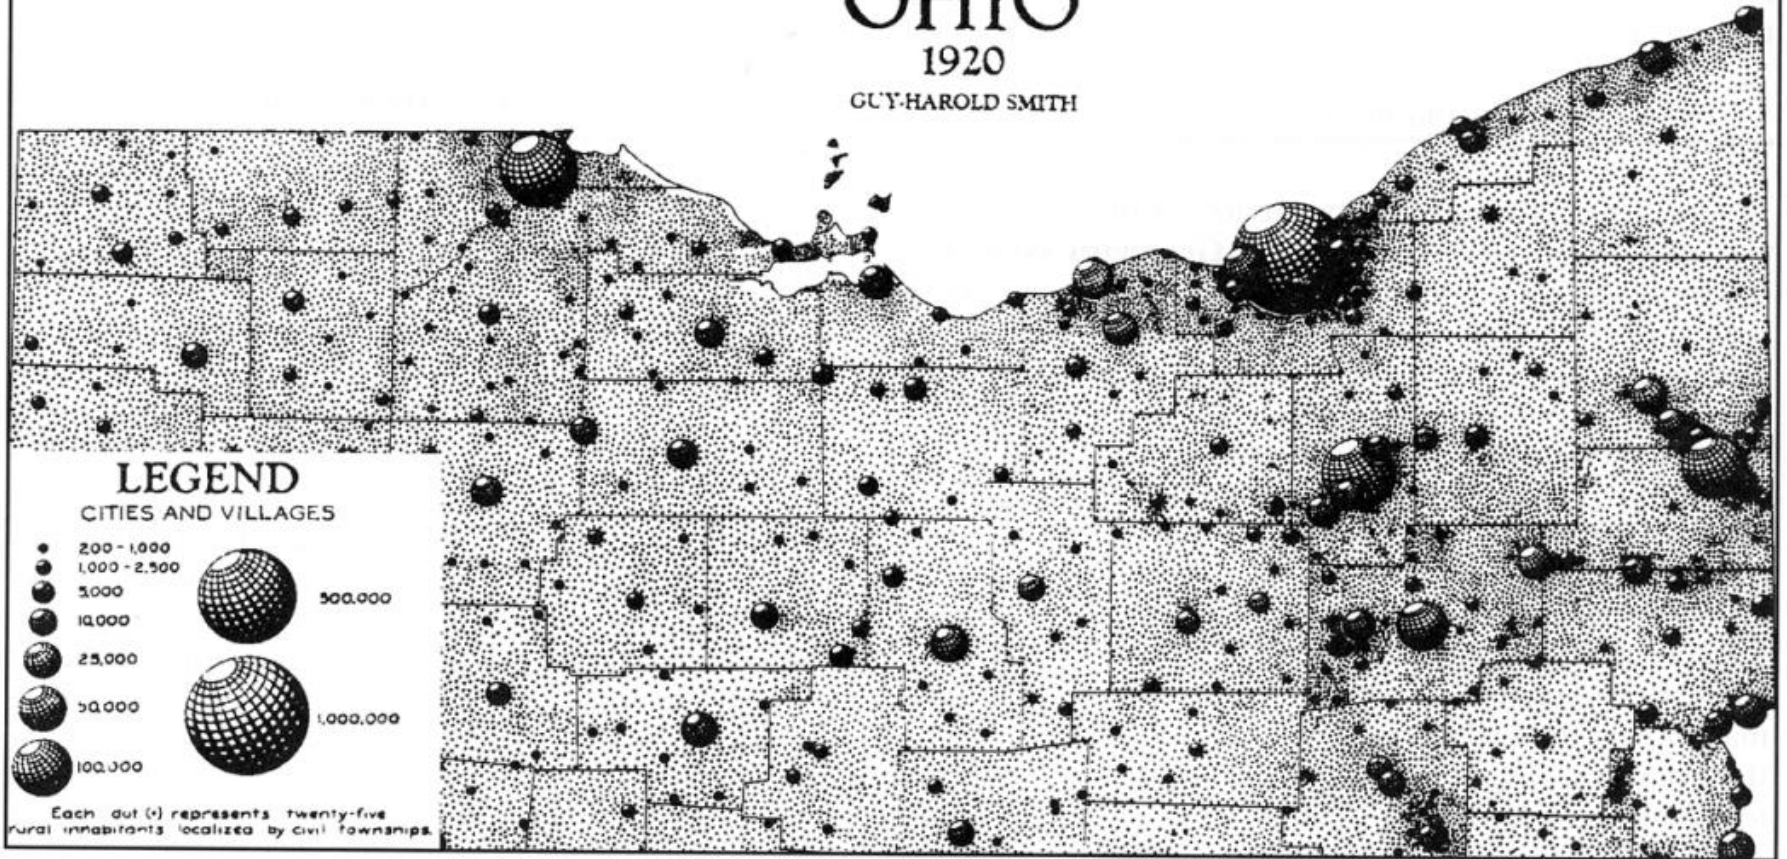 OHIO
1920
GUY-HAROLD SMITH
LEGEND
CITIES AND VILLAGES
200 - 1,000
1,000 - 2,500
5,000
10,000
25,000
50,000
100,000
500,000
1,000,000
Each dot (•) represents twenty-five
rural inhabitants localized by civil townships.